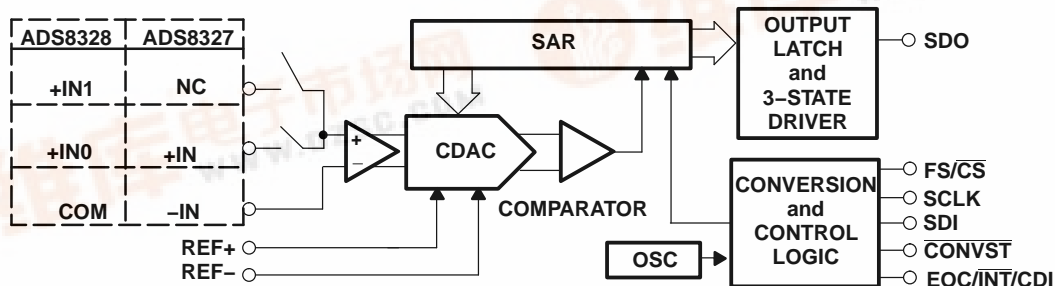 ADS8328 ADS8327
+IN1 NC
+IN0 +IN
COM −IN
REF+
REF−
+
−
CDAC
SAR
COMPARATOR
OUTPUT
LATCH
and
3−STATE
DRIVER
SDO
OSC
CONVERSION
and
CONTROL
LOGIC
FS/CS
SCLK
SDI
CONVST
EOC/INT/CDI